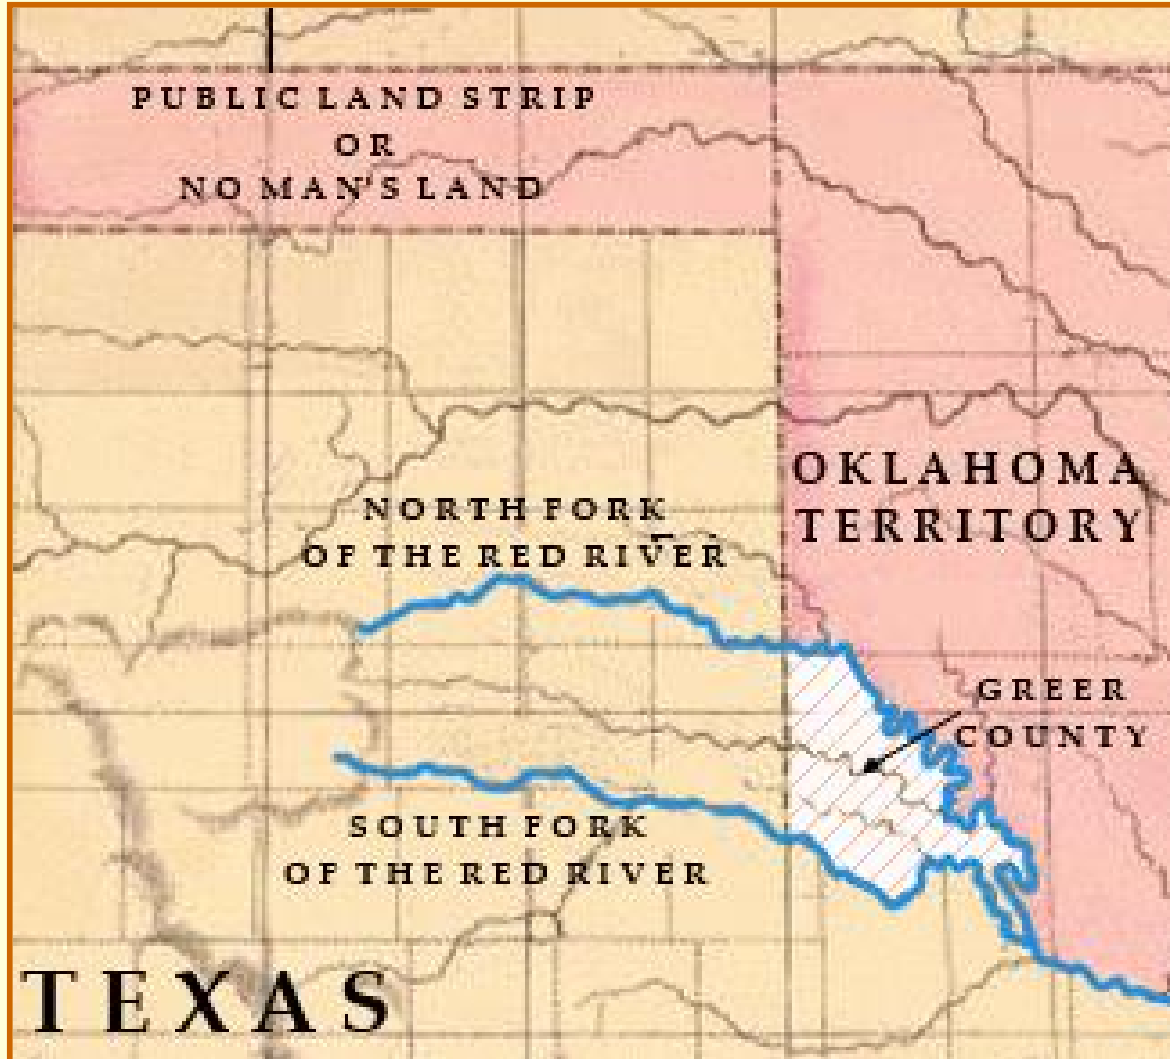 PUBLIC LAND STRIP
OR
NO MAN'S LAND
OKLAHOMA
TERRITORY
NORTH FORK
OF THE RED RIVER
GREER
COUNTY
SOUTH FORK
OF THE RED RIVER
TEXAS